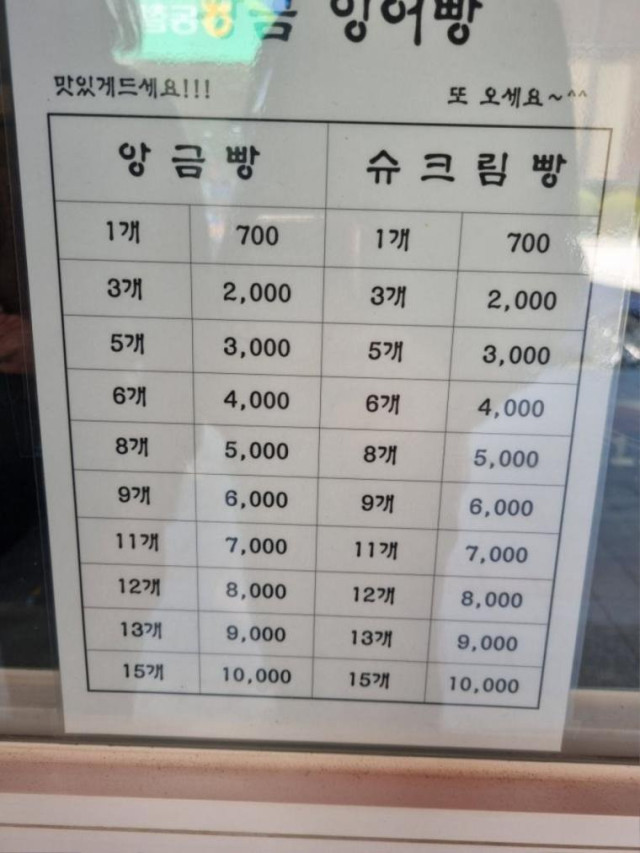 금 잉어빵
맛있게드세요!!!
또 오세요~^^
앙금빵 슈크림빵
1개 700 1개 700
3개 2,000 3개 2,000
5개 3,000 5개 3,000
6개 4,000 6개 4,000
8개 5,000 8개 5,000
9개 6,000 9개 6,000
11개 7,000 11개 7,000
12개 8,000 12개 8,000
13개 9,000 13개 9,000
15개 10,000 15개 10,000